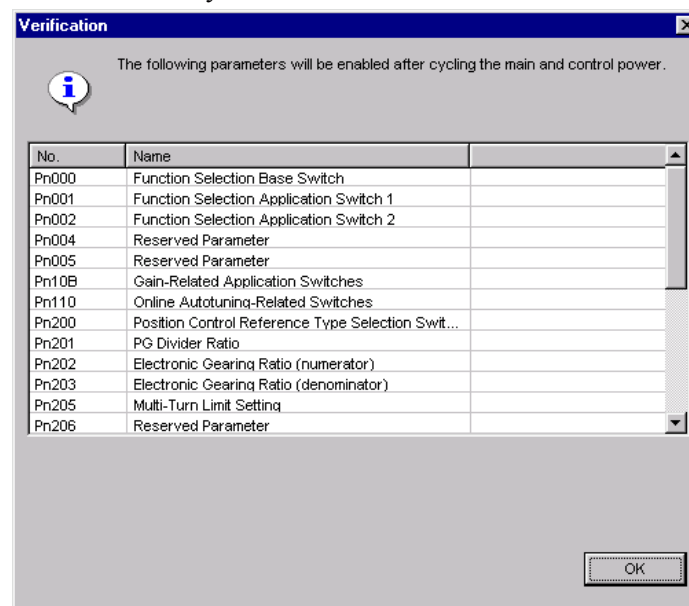 Verification
The following parameters will be enabled after cycling the main and control power.
No. Name
Pn000 Function Selection Base Switch
Pn001 Function Selection Application Switch 1
Pn002 Function Selection Application Switch 2
Pn004 Reserved Parameter
Pn005 Reserved Parameter
Pn10B Gain-Related Application Switches
Pn110 Online Autotuning-Related Switches
Pn200 Position Control Reference Type Selection Swit...
Pn201 PG Divider Ratio
Pn202 Electronic Gearing Ratio (numerator)
Pn203 Electronic Gearing Ratio (denominator)
Pn205 Multi-Turn Limit Setting
Pn206 Reserved Parameter
OK